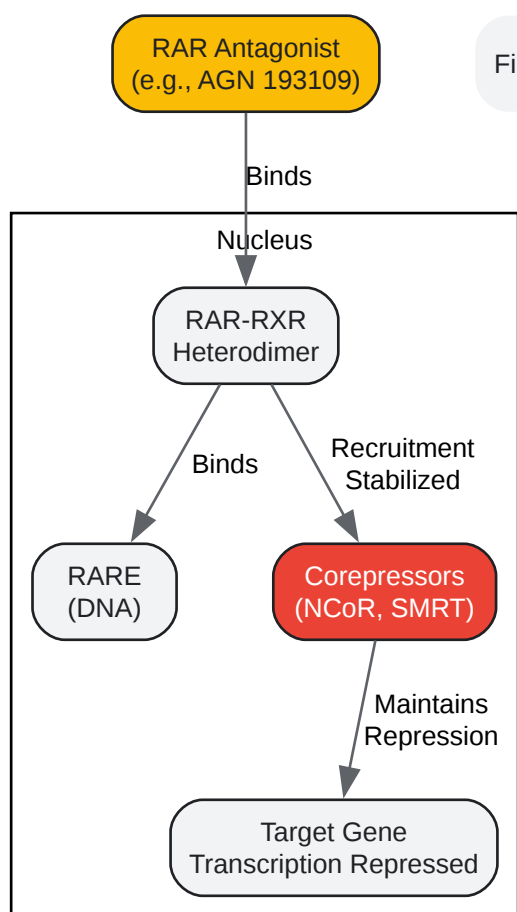 RAR Antagonist
(e.g., AGN 193109)
Fi
Binds
Nucleus
RAR-RXR
Heterodimer
Binds
Recruitment
Stabilized
RARE
(DNA)
Corepressors
(NCoR, SMRT)
Maintains
Repression
Target Gene
Transcription Repressed